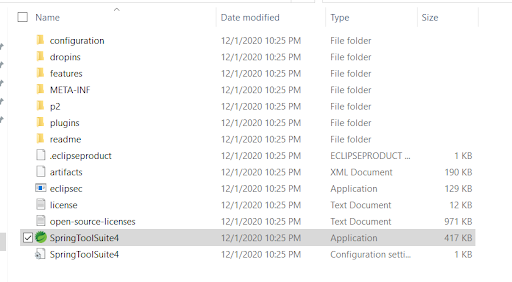 Name Date modified Type Size
configuration 12/1/2020 10:25 PM File folder
dropins 12/1/2020 10:25 PM File folder
features 12/1/2020 10:25 PM File folder
META-INF 12/1/2020 10:25 PM File folder
p2 12/1/2020 10:25 PM File folder
plugins 12/1/2020 10:25 PM File folder
readme 12/1/2020 10:25 PM File folder
.eclipseproduct 12/1/2020 10:25 PM ECLIPSEPRODUCT ... 1 KB
artifacts 12/1/2020 10:25 PM XML Document 190 KB
eclipsec 12/1/2020 10:25 PM Application 129 KB
license 12/1/2020 10:25 PM Text Document 12 KB
open-source-licenses 12/1/2020 10:25 PM Text Document 971 KB
SpringToolSuite4 12/1/2020 10:25 PM Application 417 KB
SpringToolSuite4 12/1/2020 10:25 PM Configuration setti... 1 KB